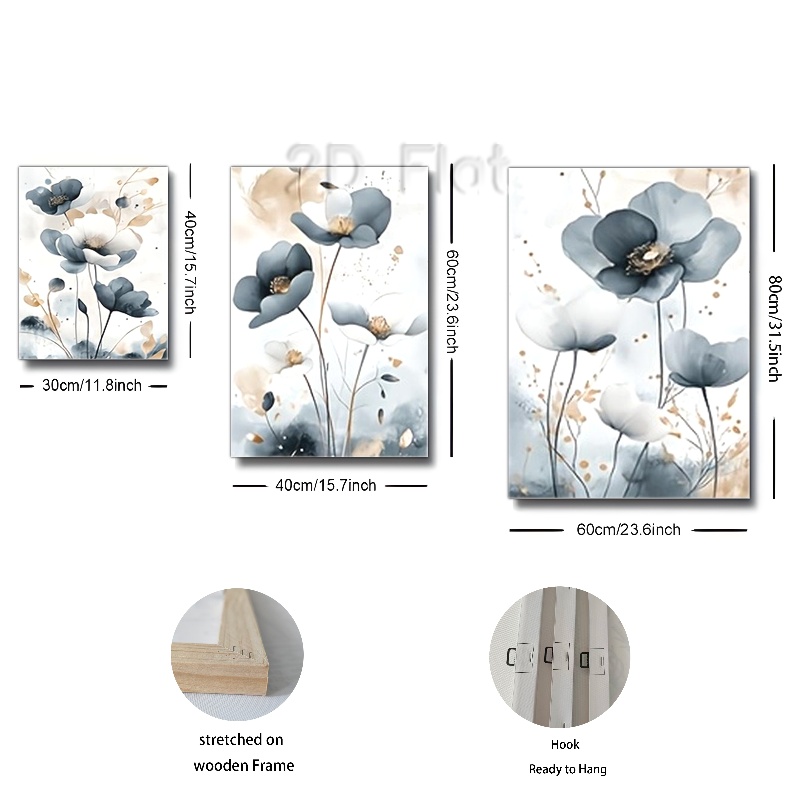 2D Flat
40cm/15.7inch
30cm/11.8inch
60cm/23.6inch
40cm/15.7inch
80cm/31.5inch
60cm/23.6inch
stretched on
wooden Frame
Hook
Ready to Hang